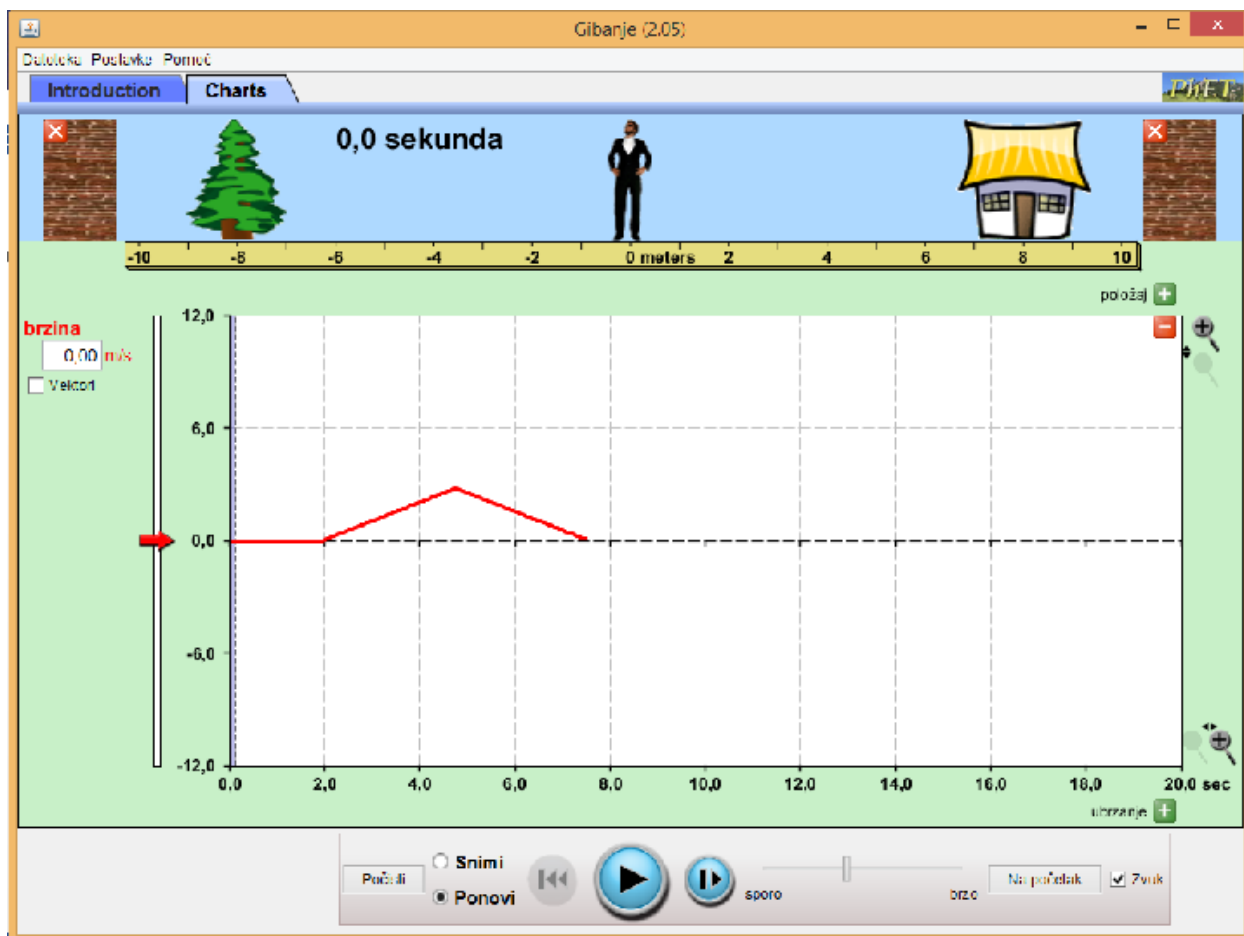 Gibanje (2.05)
Datoteka Postavke Pomoć
Introduction Charts
PhET
0,0 sekunda
-10 -8 -6 -4 -2 0 meters 2 4 6 8 10
položaj
brzina
0,00 m/s
Vektori
12,0
6,0
0,0
-6,0
-12,0
0.0 2,0 4,0 6,0 8,0 10,0 12,0 14,0 16,0 18,0 20.0 sec
ubrzanje
Snimi
Ponovi
sporo
brzo
Na početak
Zvuk